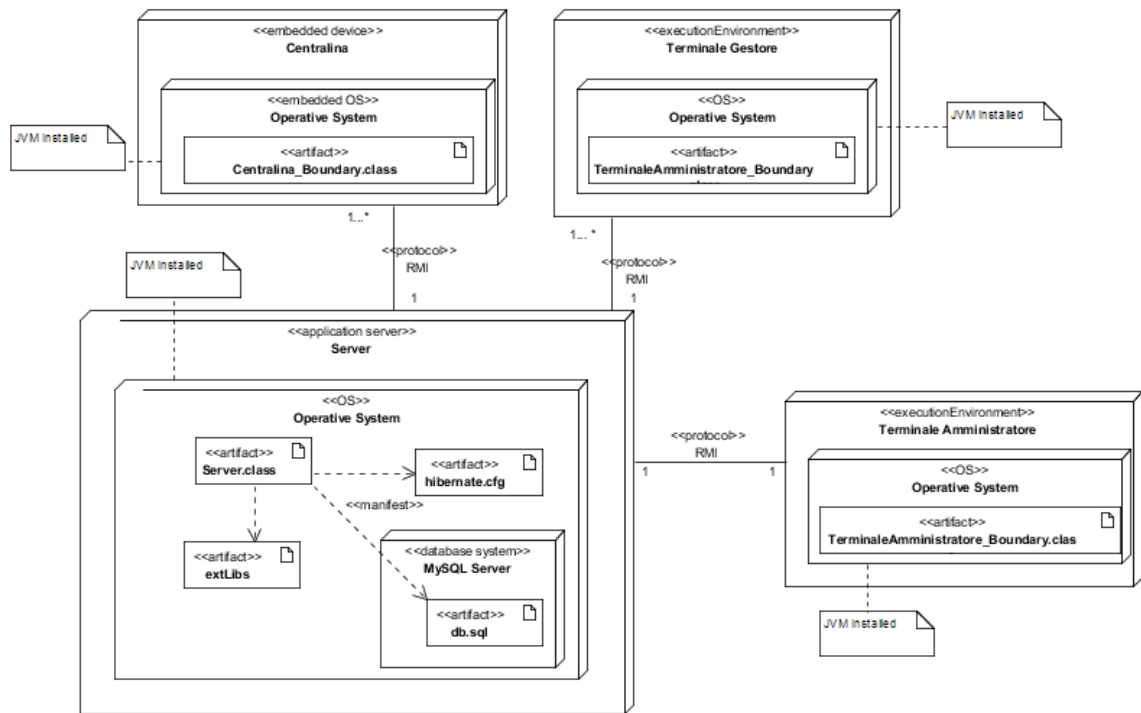 <<embedded device>>
Centralina
<<embedded OS>>
Operative System
<<artifact>>
Centralina_Boundary.class
JVM Installed
<<executionEnvironment>>
Terminale Gestore
<<OS>>
Operative System
<<artifact>>
TerminaleAmministratore_Boundary
JVM Installed
1...*
<<protocol>>
RMI
1
1... *
<<protocol>>
RMI
1
JVM Installed
<<application server>>
Server
<<OS>>
Operative System
<<artifact>>
Server.class
<<artifact>>
hibernate.cfg
<<manifest>>
<<artifact>>
extLibs
<<database system>>
MySQL Server
<<artifact>>
db.sql
<<protocol>>
RMI
1
1
<<executionEnvironment>>
Terminale Amministratore
<<OS>>
Operative System
<<artifact>>
TerminaleAmministratore_Boundary.clas
JVM Installed